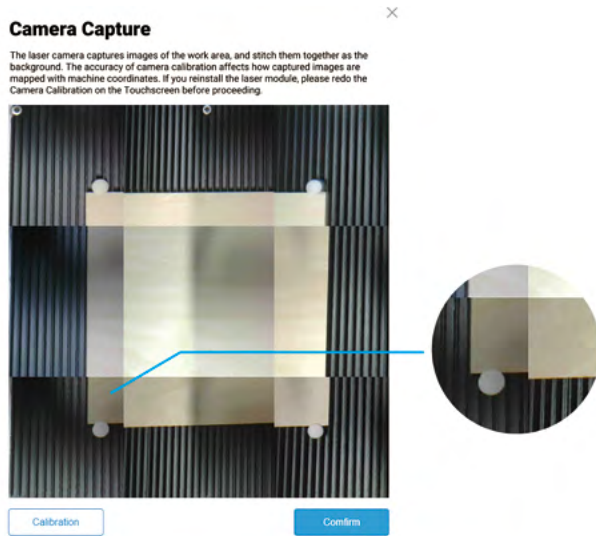 Camera Capture
The laser camera captures images of the work area, and stitch them together as the
background. The accuracy of camera calibration affects how captured images are
mapped with machine coordinates. If you reinstall the laser module, please redo the
Camera Calibration on the Touchscreen before proceeding.
Calibration
Comfirm